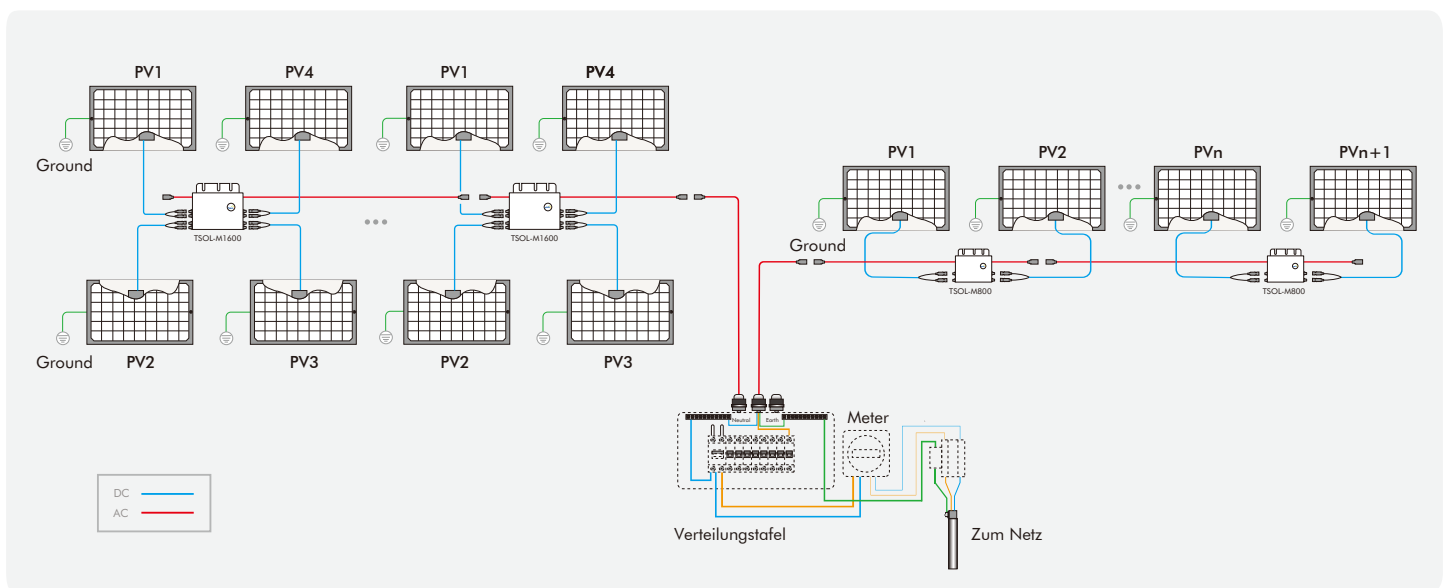 PV1 PV4 PV1 PV4
Ground
TSOL-M1600 TSOL-M1600
Ground PV2 PV3 PV2 PV3
PV1 PV2 PVn PVn+1
Ground
TSOL-M800 TSOL-M800
Neutral Earth
Meter
Verteilungstafel
Zum Netz
DC
AC